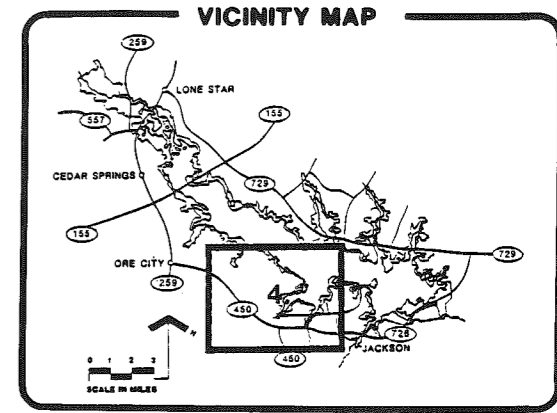 VICINITY MAP
259
LONE STAR
155
557
CEDAR SPRINGS
729
155
ORE CITY
259
4
450
729
726
JACKSON
450
N
0 1 2 3
SCALE IN MILES